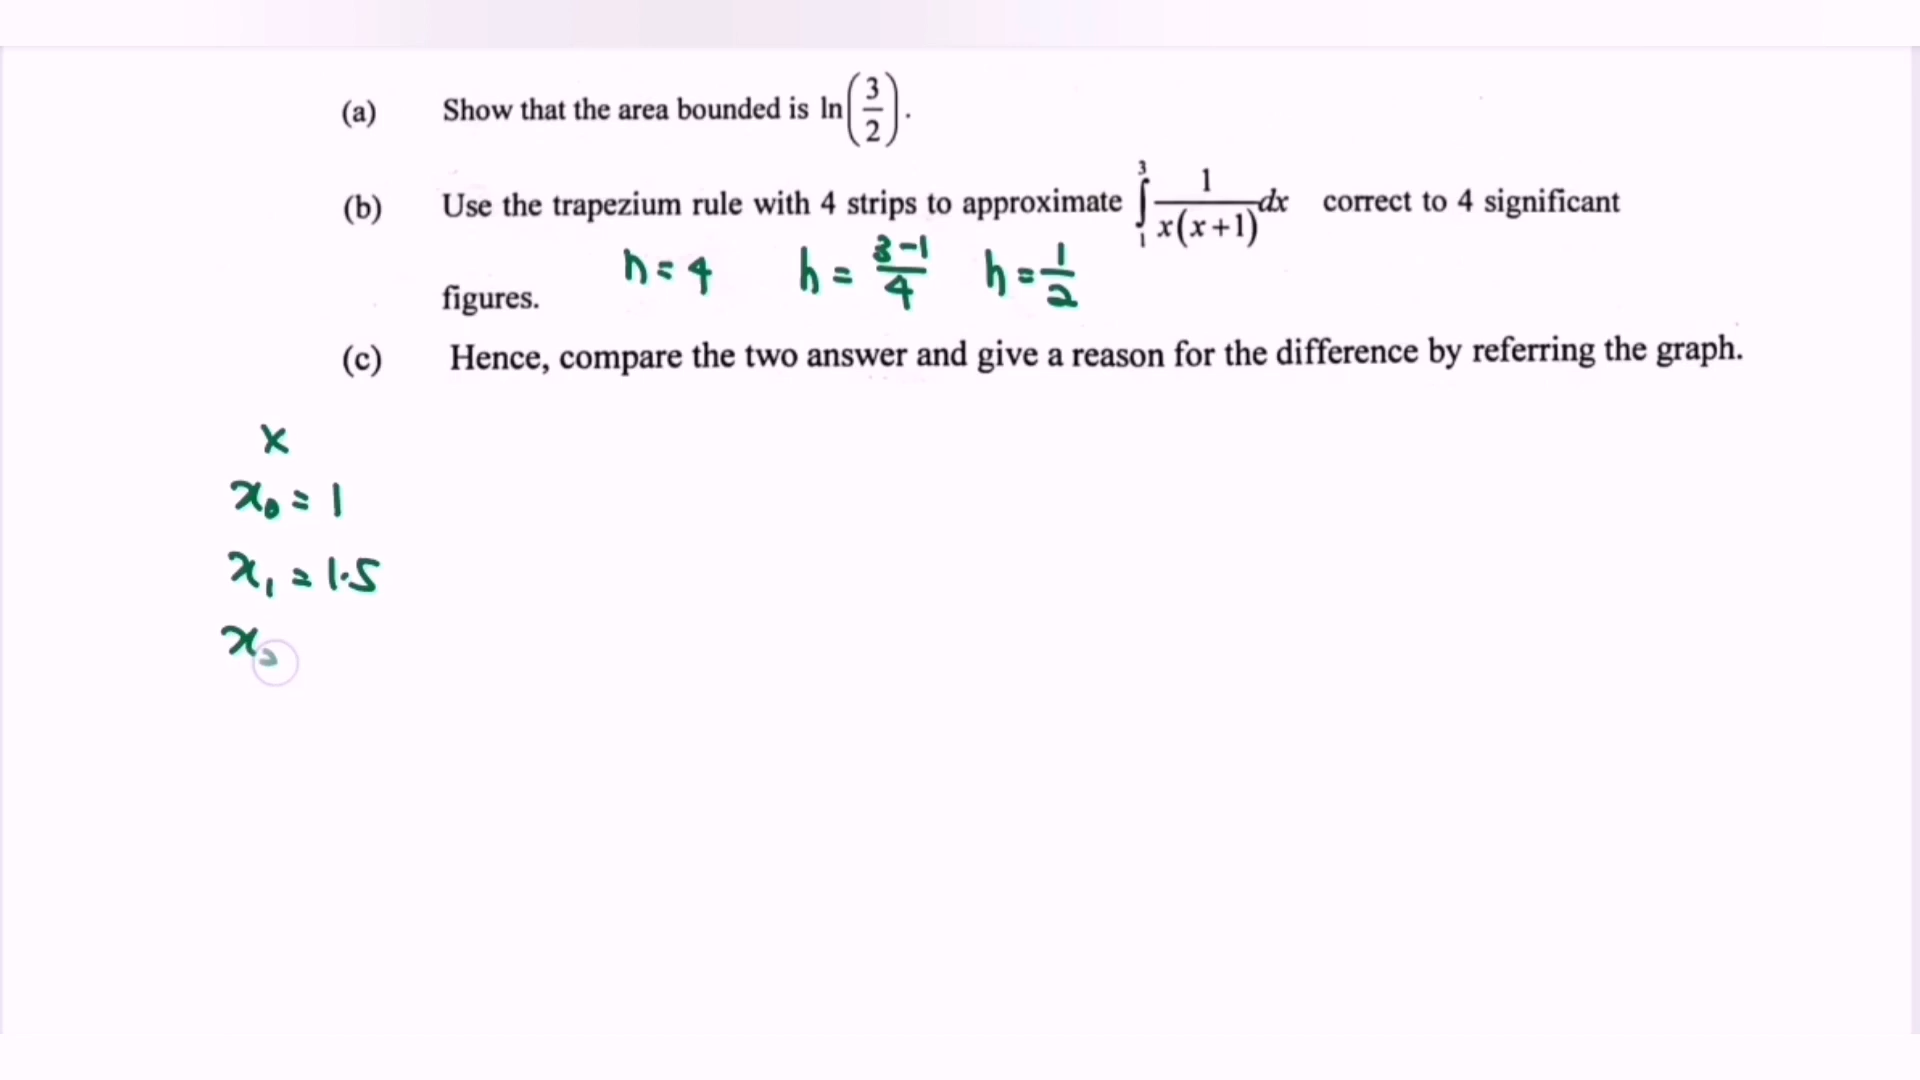 (a) Show that the area bounded is ln(3/2).
(b) Use the trapezium rule with 4 strips to approximate ∫₁³ 1/(x(x+1)) dx correct to 4 significant
n = 4 h = (3-1)/4 h = 1/2
figures.
(c) Hence, compare the two answer and give a reason for the difference by referring the graph.
x
x₀ = 1
x₁ = 1.5
x₂